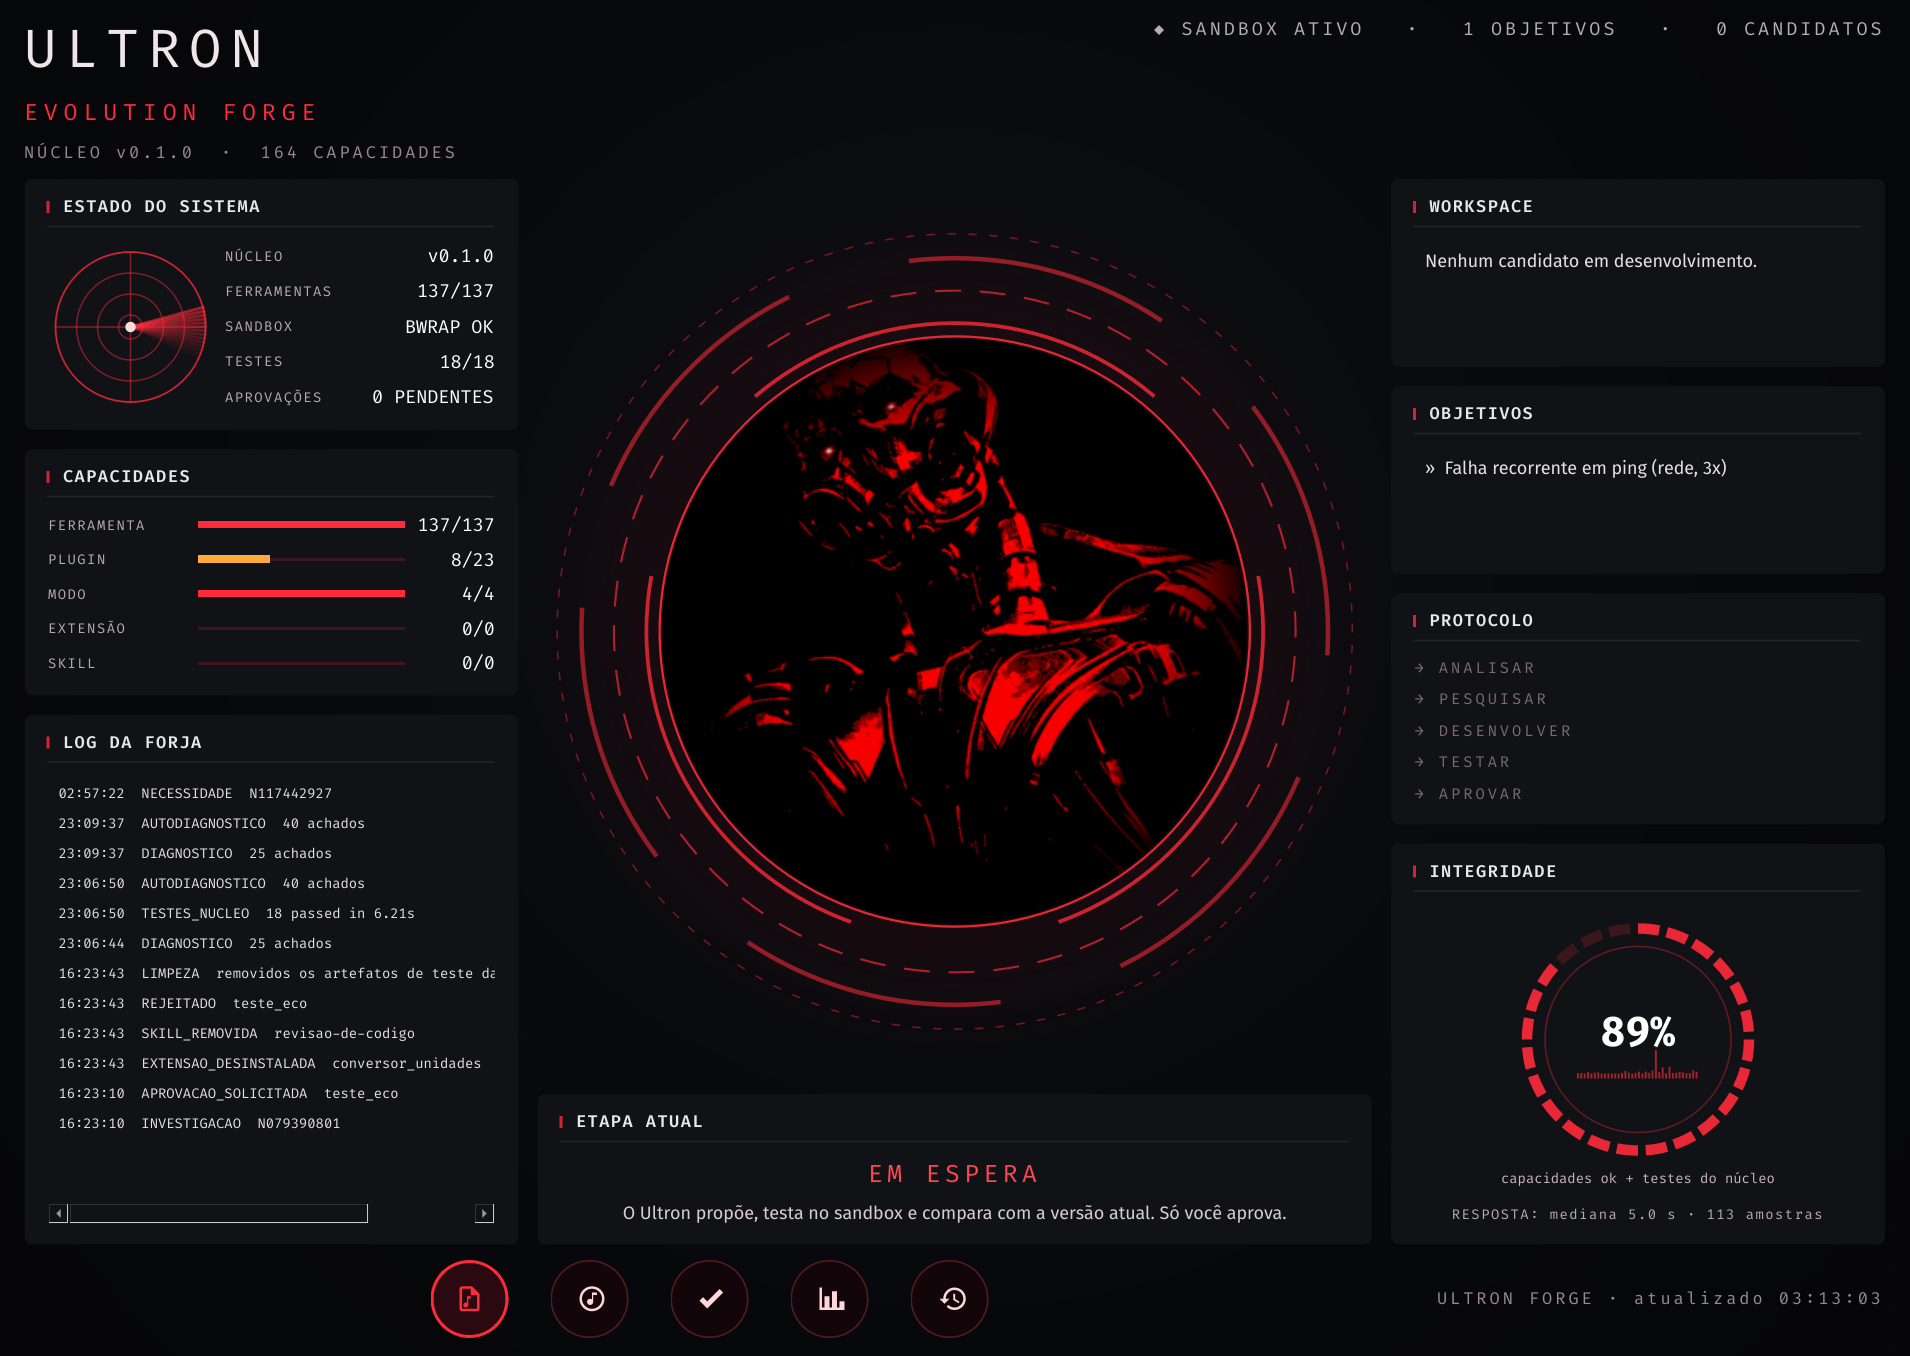 ULTRON
◆ SANDBOX ATIVO · 1 OBJETIVOS · 0 CANDIDATOS
EVOLUTION FORGE
NÚCLEO v0.1.0 · 164 CAPACIDADES
ESTADO DO SISTEMA
NÚCLEO v0.1.0
FERRAMENTAS 137/137
SANDBOX BWRAP OK
TESTES 18/18
APROVAÇÕES 0 PENDENTES
CAPACIDADES
FERRAMENTA 137/137
PLUGIN 8/23
MODO 4/4
EXTENSÃO 0/0
SKILL 0/0
LOG DA FORJA
02:57:22 NECESSIDADE N117442927
23:09:37 AUTODIAGNOSTICO 40 achados
23:09:37 DIAGNOSTICO 25 achados
23:06:50 AUTODIAGNOSTICO 40 achados
23:06:50 TESTES_NUCLEO 18 passed in 6.21s
23:06:44 DIAGNOSTICO 25 achados
16:23:43 LIMPEZA removidos os artefatos de teste da
16:23:43 REJEITADO teste_eco
16:23:43 SKILL_REMOVIDA revisao-de-codigo
16:23:43 EXTENSAO_DESINSTALADA conversor_unidades
16:23:10 APROVACAO_SOLICITADA teste_eco
16:23:10 INVESTIGACAO N079390801
ETAPA ATUAL
EM ESPERA
O Ultron propõe, testa no sandbox e compara com a versão atual. Só você aprova.
WORKSPACE
Nenhum candidato em desenvolvimento.
OBJETIVOS
» Falha recorrente em ping (rede, 3x)
PROTOCOLO
→ ANALISAR
→ PESQUISAR
→ DESENVOLVER
→ TESTAR
→ APROVAR
INTEGRIDADE
89%
capacidades ok + testes do núcleo
RESPOSTA: mediana 5.0 s · 113 amostras
ULTRON FORGE · atualizado 03:13:03